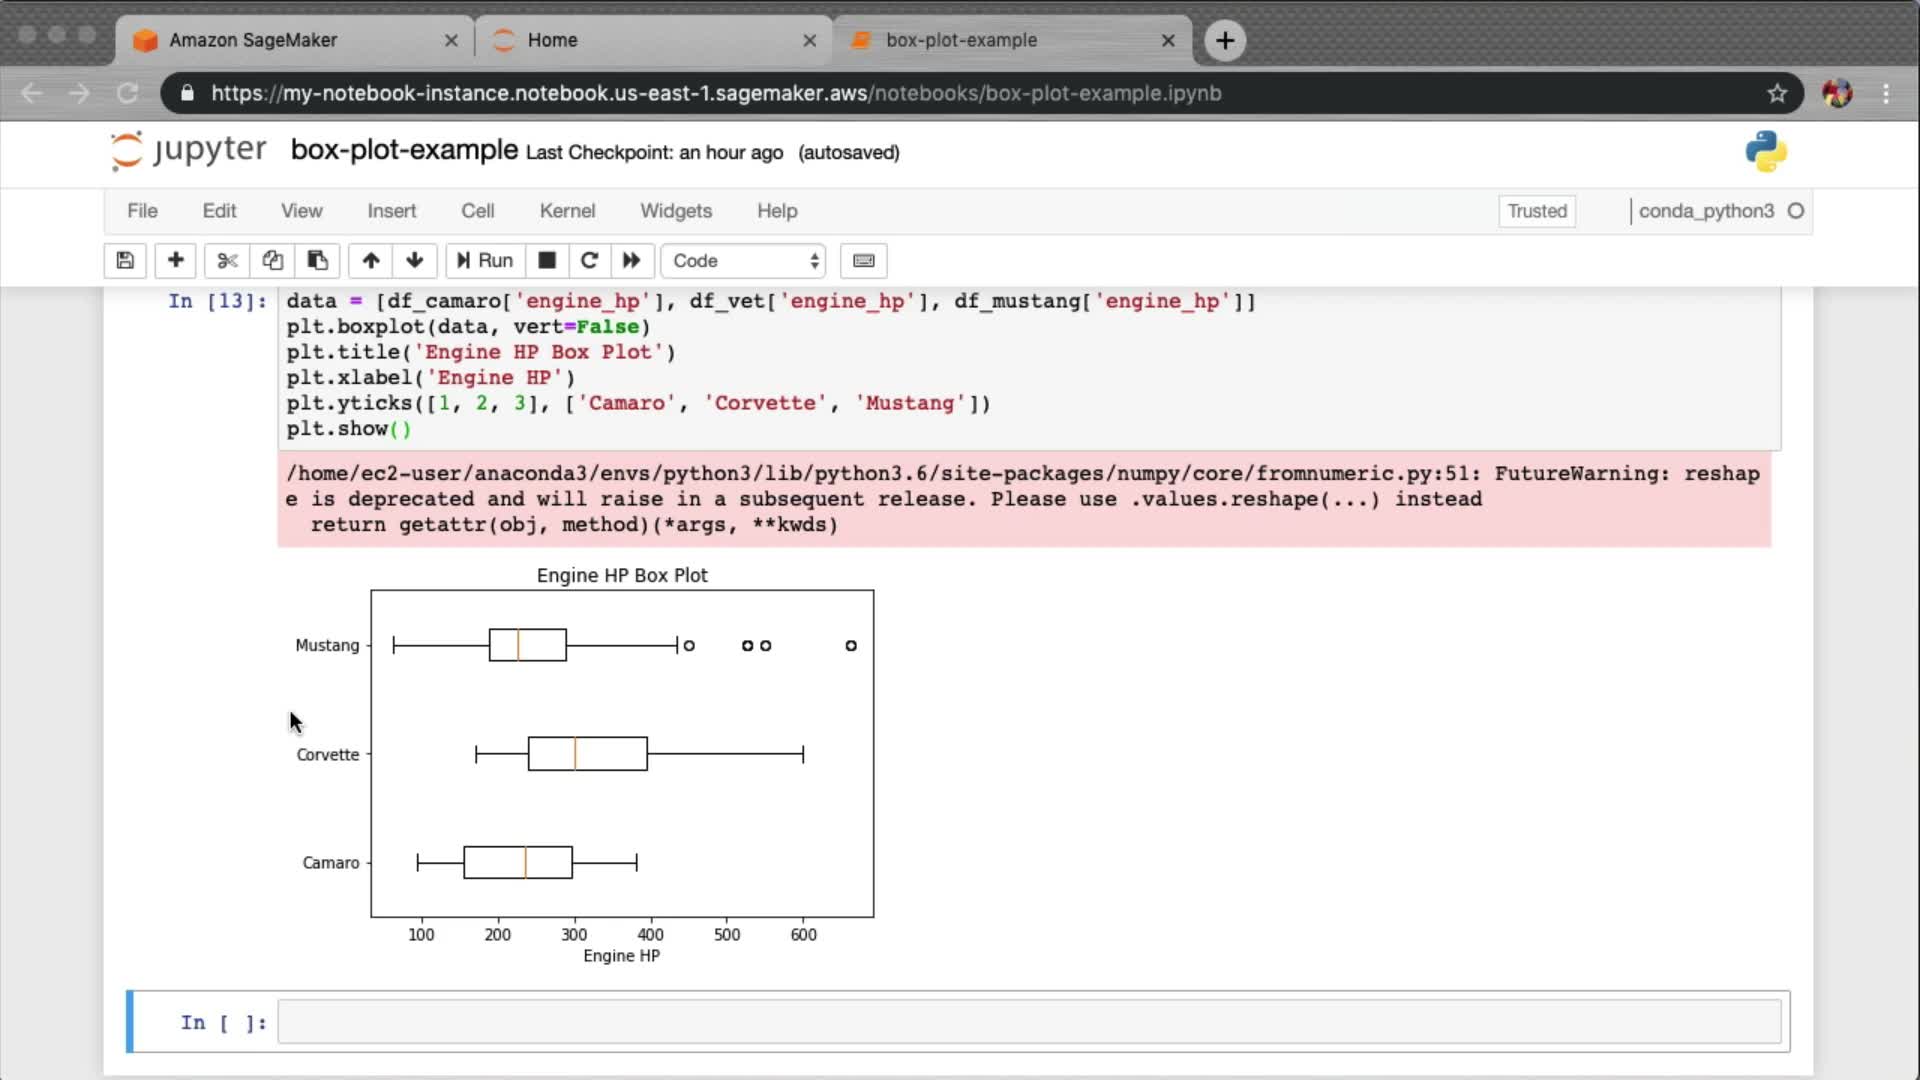 Amazon SageMaker
Home
box-plot-example
https://my-notebook-instance.notebook.us-east-1.sagemaker.aws/notebooks/box-plot-example.ipynb
jupyter box-plot-example Last Checkpoint: an hour ago (autosaved)
File Edit View Insert Cell Kernel Widgets Help Trusted conda_python3
Run Code
In [13]: data = [df_camaro['engine_hp'], df_vet['engine_hp'], df_mustang['engine_hp']]
plt.boxplot(data, vert=False)
plt.title('Engine HP Box Plot')
plt.xlabel('Engine HP')
plt.yticks([1, 2, 3], ['Camaro', 'Corvette', 'Mustang'])
plt.show()
/home/ec2-user/anaconda3/envs/python3/lib/python3.6/site-packages/numpy/core/fromnumeric.py:51: FutureWarning: reshap
e is deprecated and will raise in a subsequent release. Please use .values.reshape(...) instead
  return getattr(obj, method)(*args, **kwds)
Engine HP Box Plot
Mustang
Corvette
Camaro
100 200 300 400 500 600
Engine HP
In [ ]: